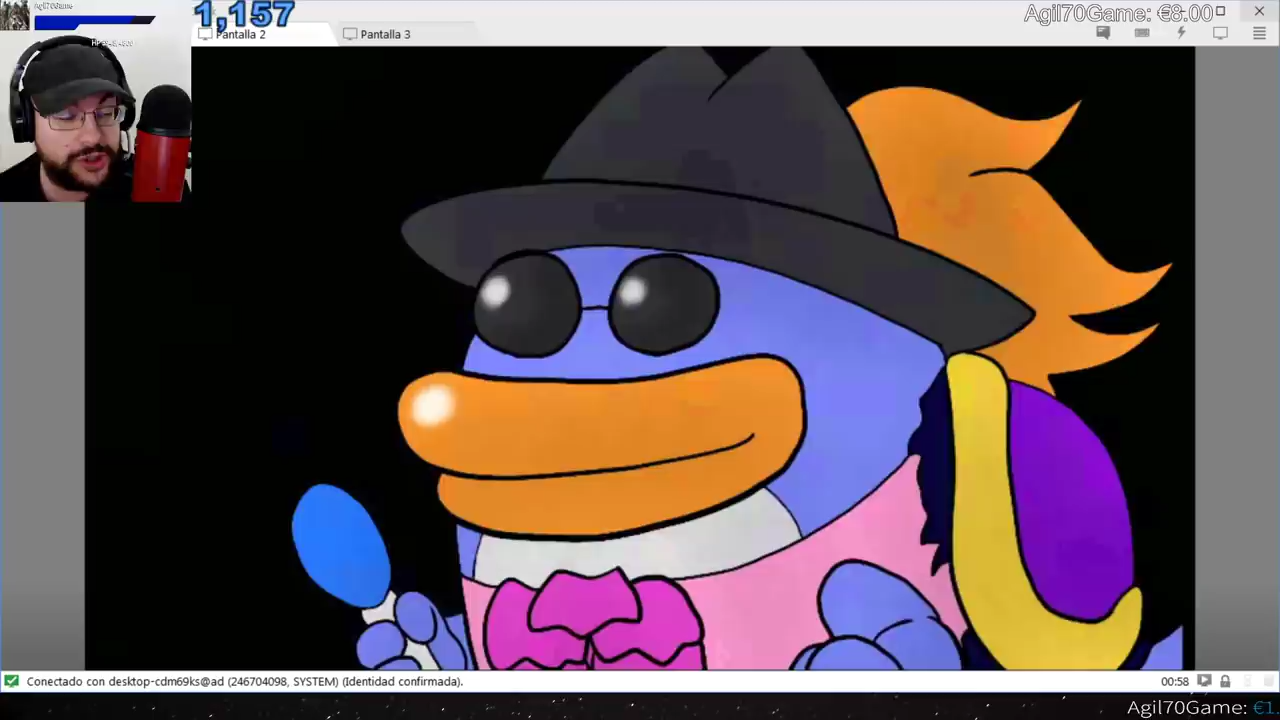 Agil70Game
1,157
Agil70Game: €8.00
Pantalla 2
Pantalla 3
Conectado con desktop-cdm69ks@ad (246704098, SYSTEM) (Identidad confirmada).
00:58
Agil70Game: €1